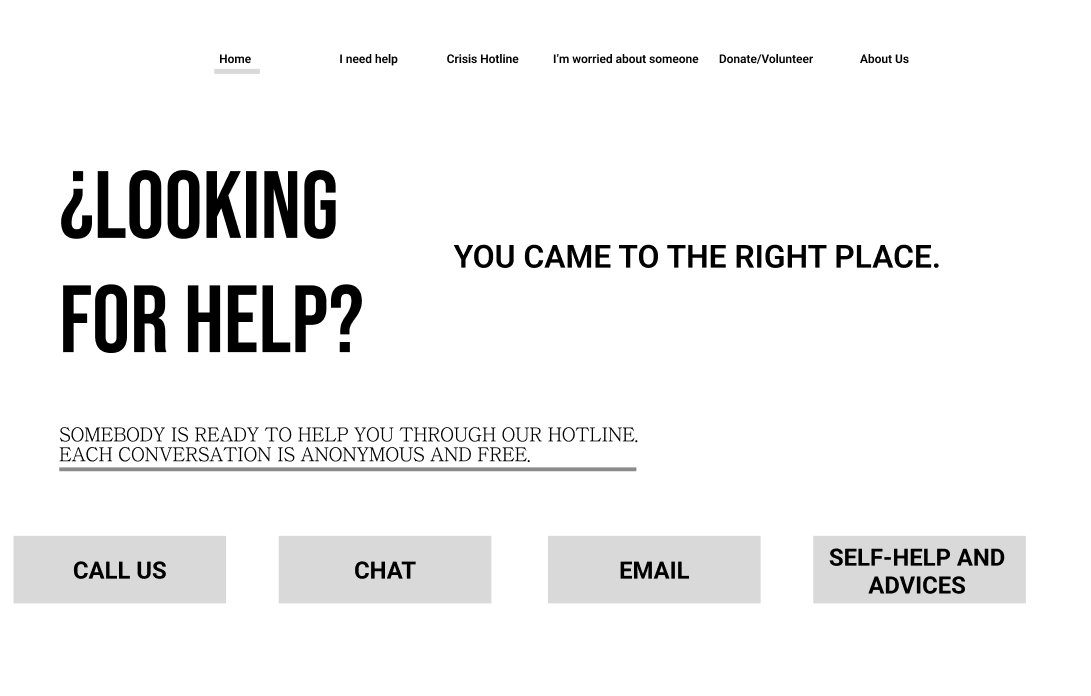 Home I need help Crisis Hotline I'm worried about someone Donate/Volunteer About Us
¿LOOKING
FOR HELP?
YOU CAME TO THE RIGHT PLACE.
SOMEBODY IS READY TO HELP YOU THROUGH OUR HOTLINE.
EACH CONVERSATION IS ANONYMOUS AND FREE.
CALL US
CHAT
EMAIL
SELF-HELP AND
ADVICES